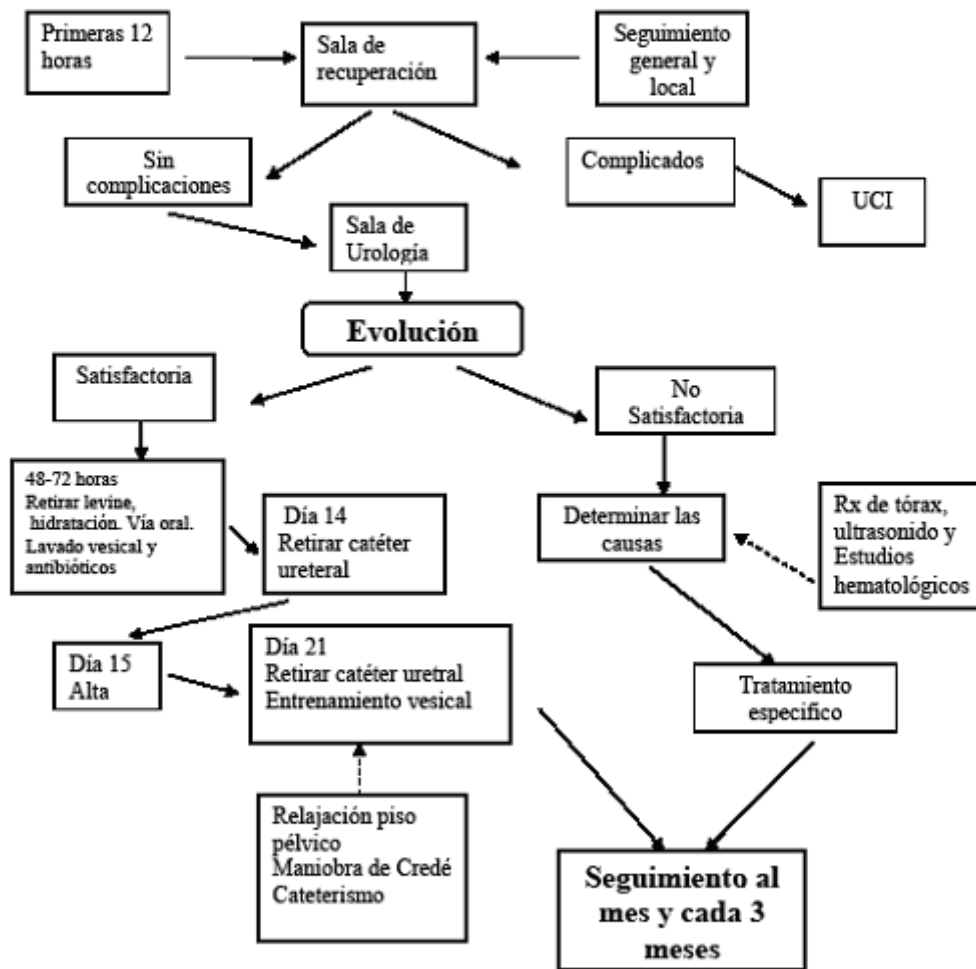 Primeras 12
horas
Sala de
recuperación
Seguimiento
general y
local
Sin
complicaciones
Complicados
UCI
Sala de
Urología
Evolución
Satisfactoria
No
Satisfactoria
48-72 horas
Retirar levine,
hidratación. Vía oral.
Lavado vesical y
antibióticos
Día 14
Retirar catéter
ureteral
Determinar las
causas
Rx de tórax,
ultrasonido y
Estudios
hematológicos
Día 15
Alta
Día 21
Retirar catéter uretral
Entrenamiento vesical
Tratamiento
especifico
Relajación piso
pélvico
Maniobra de Credé
Cateterismo
Seguimiento al
mes y cada 3
meses